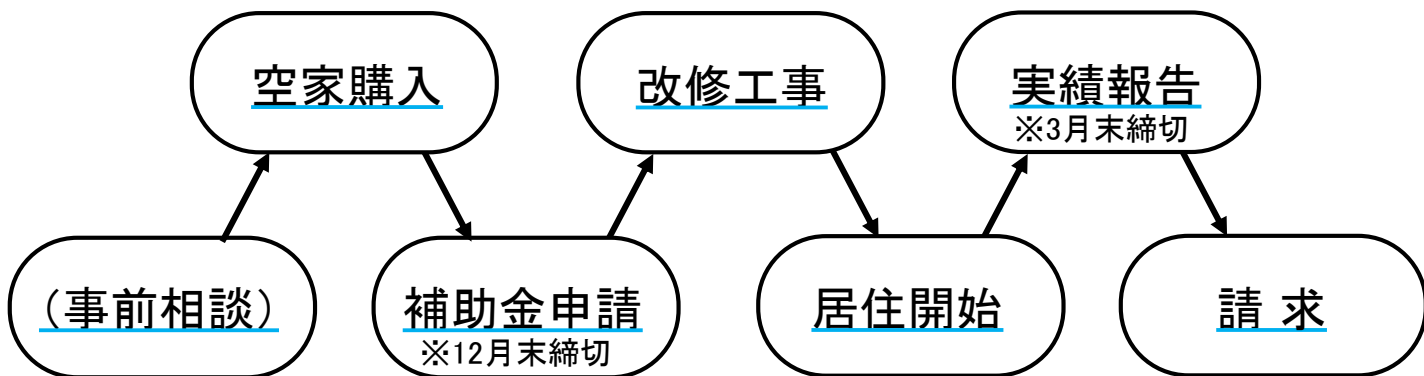 空家購入
改修工事
実績報告
※3月末締切
（事前相談）
補助金申請
※12月末締切
居住開始
請 求